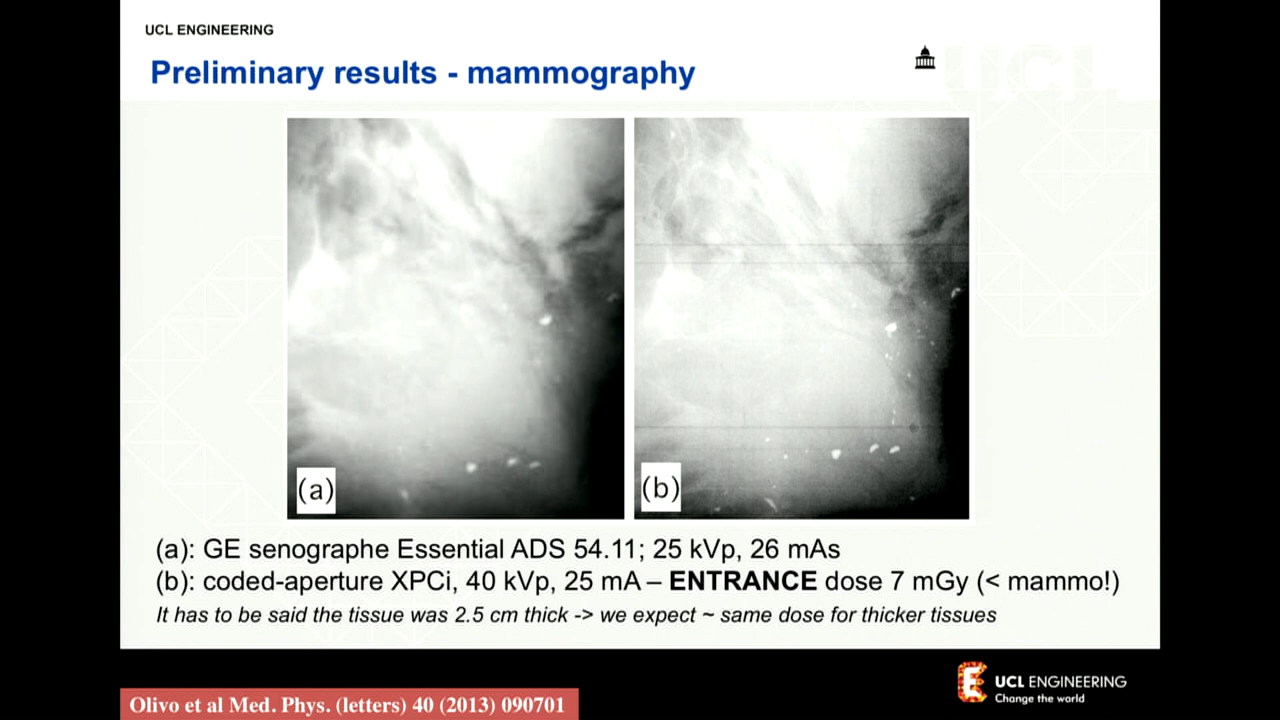 UCL ENGINEERING
Preliminary results - mammography
UCL
(a)
(b)
(a): GE senographe Essential ADS 54.11; 25 kVp, 26 mAs
(b): coded-aperture XPCi, 40 kVp, 25 mA – ENTRANCE dose 7 mGy (< mammo!)
It has to be said the tissue was 2.5 cm thick -> we expect ~ same dose for thicker tissues
UCL ENGINEERING
Change the world
Olivo et al Med. Phys. (letters) 40 (2013) 090701